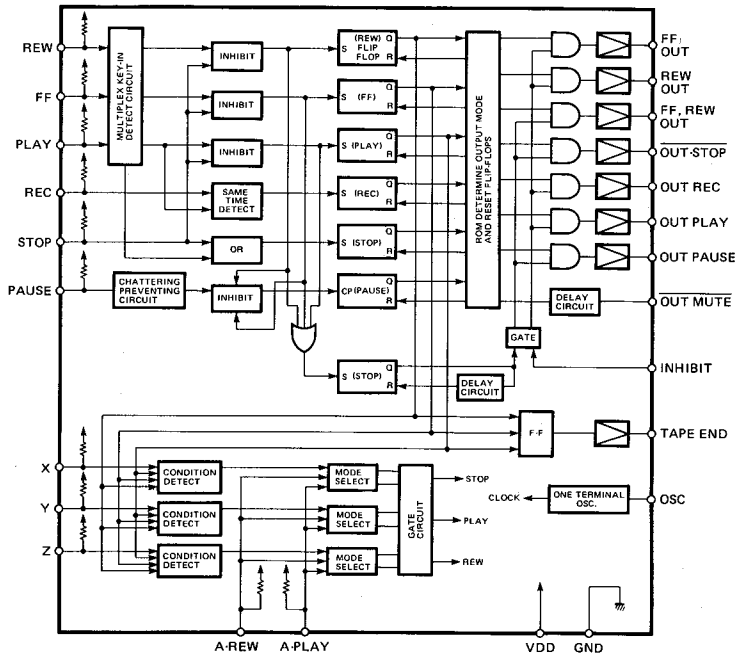 REW
FF
PLAY
REC
STOP
PAUSE
MULTIPLEX KEY-IN
DETECT CIRCUIT
CHATTERING
PREVENTING
CIRCUIT
INHIBIT
INHIBIT
INHIBIT
SAME
TIME
DETECT
OR
INHIBIT
(REW) Q
S FLIP
FLOP R
Q
S (FF)
R
Q
S (PLAY)
R
Q
S (REC)
R
Q
S (STOP)
R
Q
CP (PAUSE)
R
Q
S (STOP)
R
DELAY
CIRCUIT
ROM DETERMINE OUTPUT MODE
AND RESET FLIP-FLOPS
GATE
DELAY
CIRCUIT
FF,
OUT
REW
OUT
FF, REW
OUT
OUT-STOP
OUT REC
OUT PLAY
OUT PAUSE
OUT MUTE
INHIBIT
F·F
TAPE END
X
Y
Z
CONDITION
DETECT
CONDITION
DETECT
CONDITION
DETECT
MODE
SELECT
MODE
SELECT
MODE
SELECT
GATE
CIRCUIT
STOP
PLAY
REW
CLOCK
ONE TERMINAL
OSC.
OSC
A·REW
A·PLAY
VDD
GND